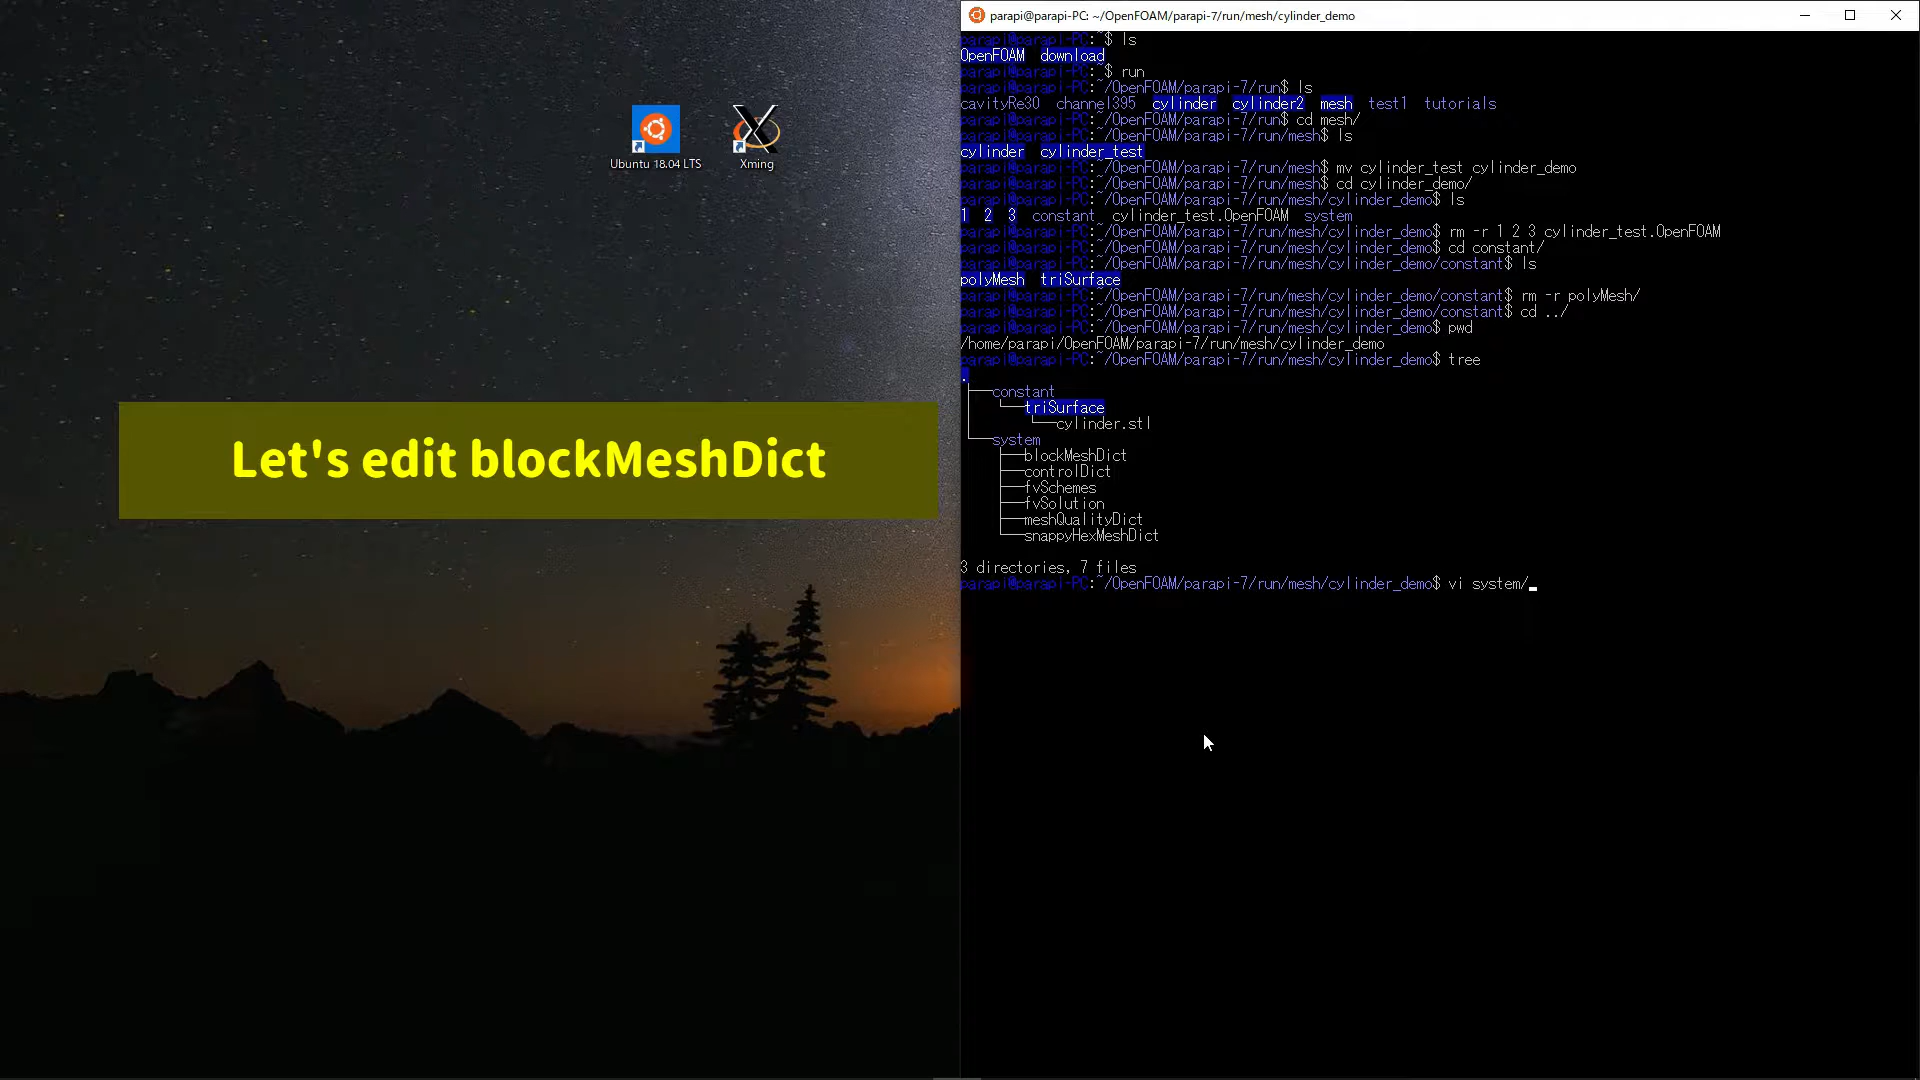 Ubuntu 18.04 LTS
Xming
Let's edit blockMeshDict
parapi@parapi-PC: ~/OpenFOAM/parapi-7/run/mesh/cylinder_demo
parapi@parapi-PC:~$ ls
OpenFOAM download
parapi@parapi-PC:~$ run
parapi@parapi-PC:~/OpenFOAM/parapi-7/run$ ls
cavityRe30 channel395 cylinder cylinder2 mesh test1 tutorials
parapi@parapi-PC:~/OpenFOAM/parapi-7/run$ cd mesh/
parapi@parapi-PC:~/OpenFOAM/parapi-7/run/mesh$ ls
cylinder cylinder_test
parapi@parapi-PC:~/OpenFOAM/parapi-7/run/mesh$ mv cylinder_test cylinder_demo
parapi@parapi-PC:~/OpenFOAM/parapi-7/run/mesh$ cd cylinder_demo/
parapi@parapi-PC:~/OpenFOAM/parapi-7/run/mesh/cylinder_demo$ ls
1 2 3 constant cylinder_test.OpenFOAM system
parapi@parapi-PC:~/OpenFOAM/parapi-7/run/mesh/cylinder_demo$ rm -r 1 2 3 cylinder_test.OpenFOAM
parapi@parapi-PC:~/OpenFOAM/parapi-7/run/mesh/cylinder_demo$ cd constant/
parapi@parapi-PC:~/OpenFOAM/parapi-7/run/mesh/cylinder_demo/constant$ ls
polyMesh triSurface
parapi@parapi-PC:~/OpenFOAM/parapi-7/run/mesh/cylinder_demo/constant$ rm -r polyMesh/
parapi@parapi-PC:~/OpenFOAM/parapi-7/run/mesh/cylinder_demo/constant$ cd ../
parapi@parapi-PC:~/OpenFOAM/parapi-7/run/mesh/cylinder_demo$ pwd
/home/parapi/OpenFOAM/parapi-7/run/mesh/cylinder_demo
parapi@parapi-PC:~/OpenFOAM/parapi-7/run/mesh/cylinder_demo$ tree
.
├──constant
│   └──triSurface
│       └──cylinder.stl
└──system
    ├──blockMeshDict
    ├──controlDict
    ├──fvSchemes
    ├──fvSolution
    ├──meshQualityDict
    └──snappyHexMeshDict
3 directories, 7 files
parapi@parapi-PC:~/OpenFOAM/parapi-7/run/mesh/cylinder_demo$ vi system/